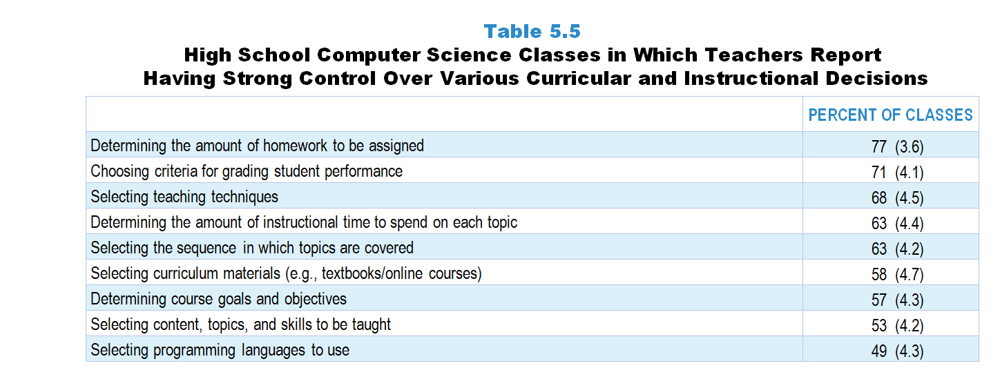 Table 5.5
High School Computer Science Classes in Which Teachers Report
Having Strong Control Over Various Curricular and Instructional Decisions
PERCENT OF CLASSES
Determining the amount of homework to be assigned 77 (3.6)
Choosing criteria for grading student performance 71 (4.1)
Selecting teaching techniques 68 (4.5)
Determining the amount of instructional time to spend on each topic 63 (4.4)
Selecting the sequence in which topics are covered 63 (4.2)
Selecting curriculum materials (e.g., textbooks/online courses) 58 (4.7)
Determining course goals and objectives 57 (4.3)
Selecting content, topics, and skills to be taught 53 (4.2)
Selecting programming languages to use 49 (4.3)